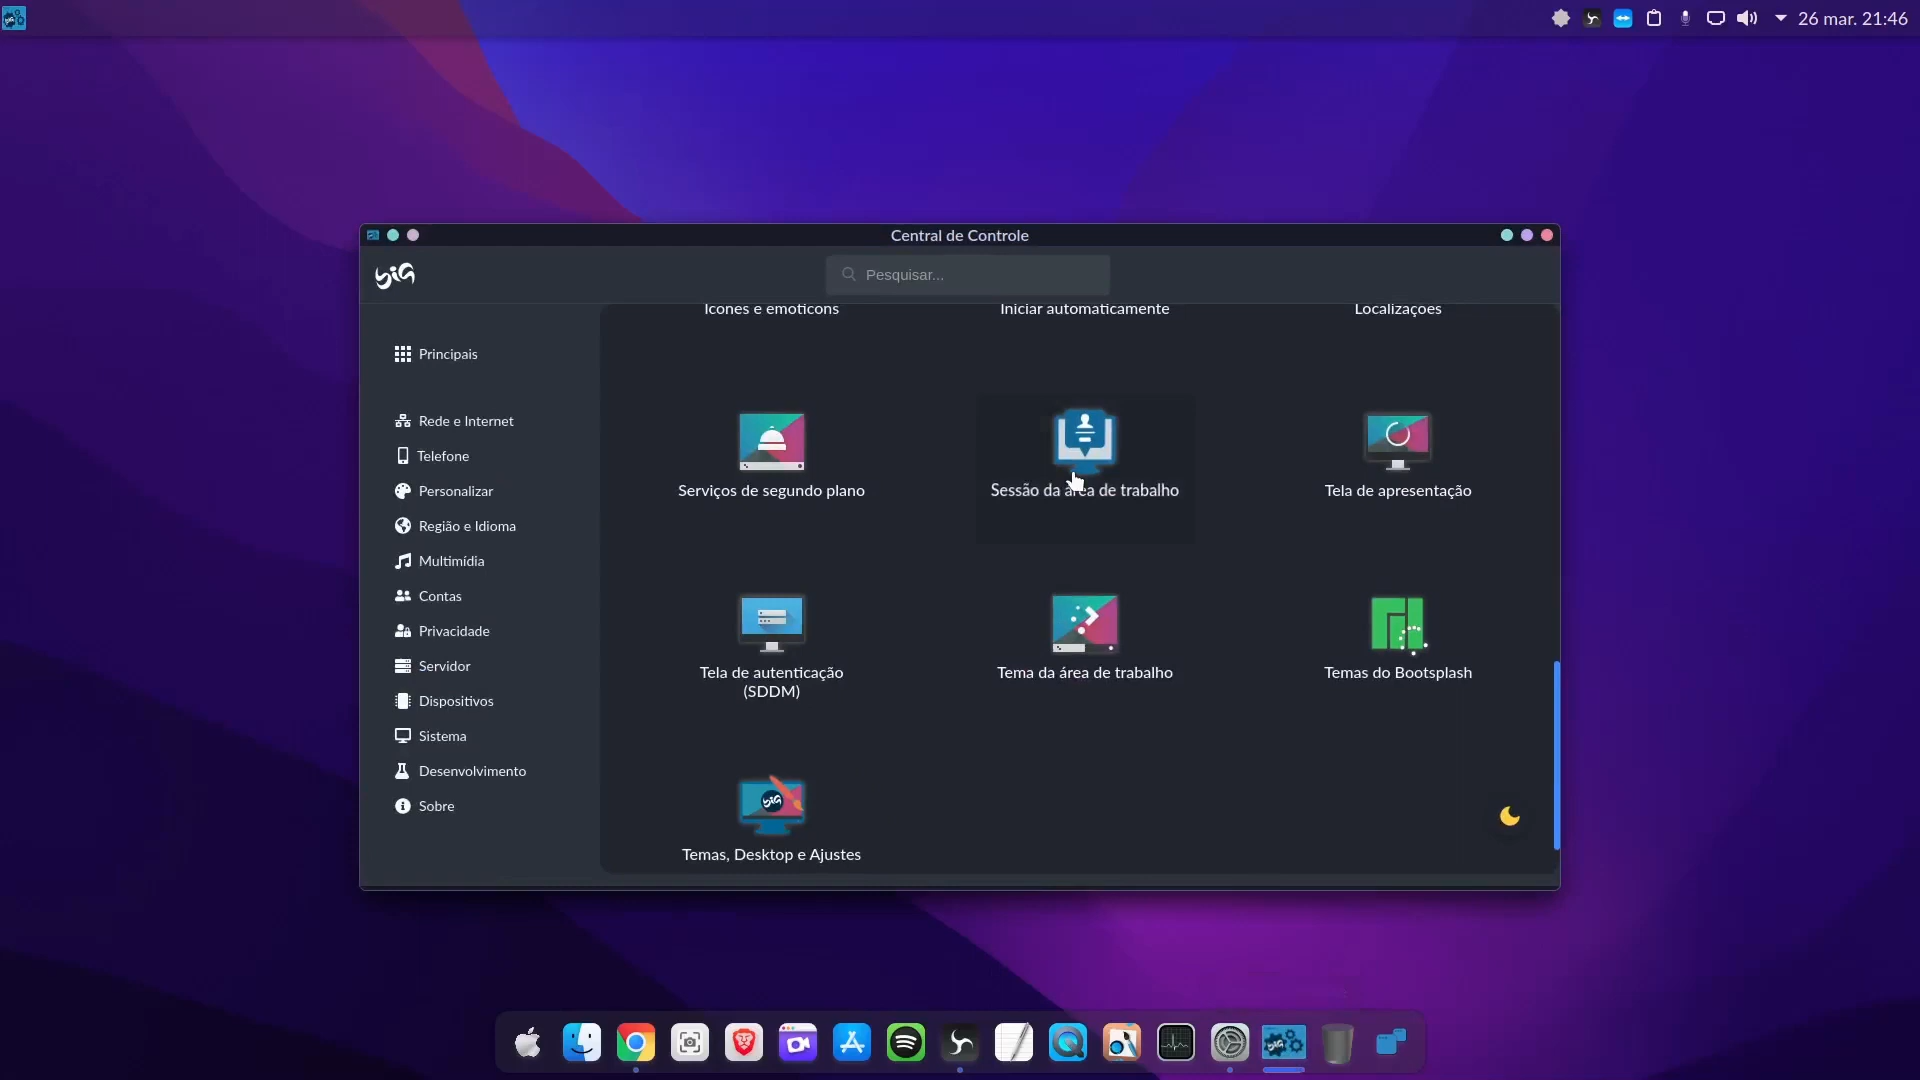 26 mar. 21:46
Central de Controle
BIG
Pesquisar...
Ícones e emoticons
Iniciar automaticamente
Localizações
Principais
Rede e Internet
Telefone
Personalizar
Região e Idioma
Multimídia
Contas
Privacidade
Servidor
Dispositivos
Sistema
Desenvolvimento
Sobre
Serviços de segundo plano
Sessão da área de trabalho
Tela de apresentação
Tela de autenticação
(SDDM)
Tema da área de trabalho
Temas do Bootsplash
Temas, Desktop e Ajustes